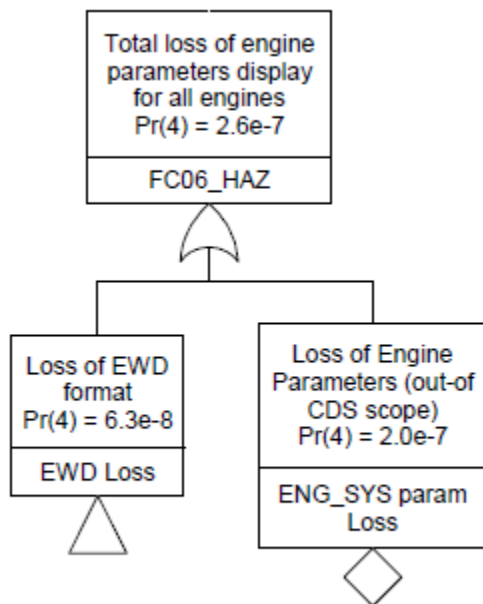 Total loss of engine
parameters display
for all engines
Pr(4) = 2.6e-7
FC06_HAZ
Loss of EWD
format
Pr(4) = 6.3e-8
EWD Loss
Loss of Engine
Parameters (out-of
CDS scope)
Pr(4) = 2.0e-7
ENG_SYS param
Loss